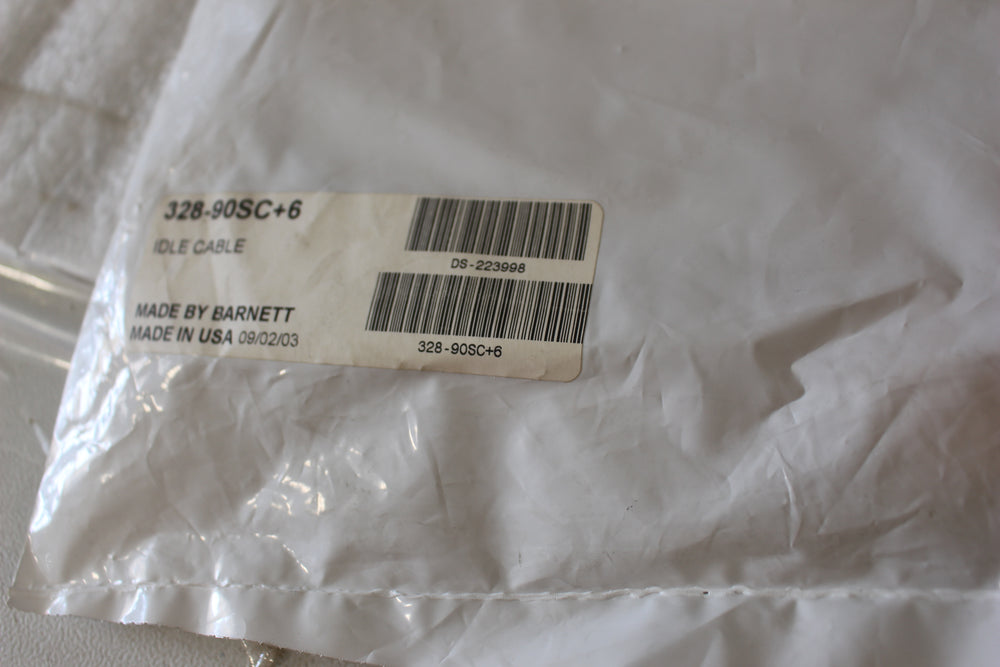 328-90SC+6
IDLE CABLE
DS-223998
MADE BY BARNETT
MADE IN USA 09/02/03
328-90SC+6